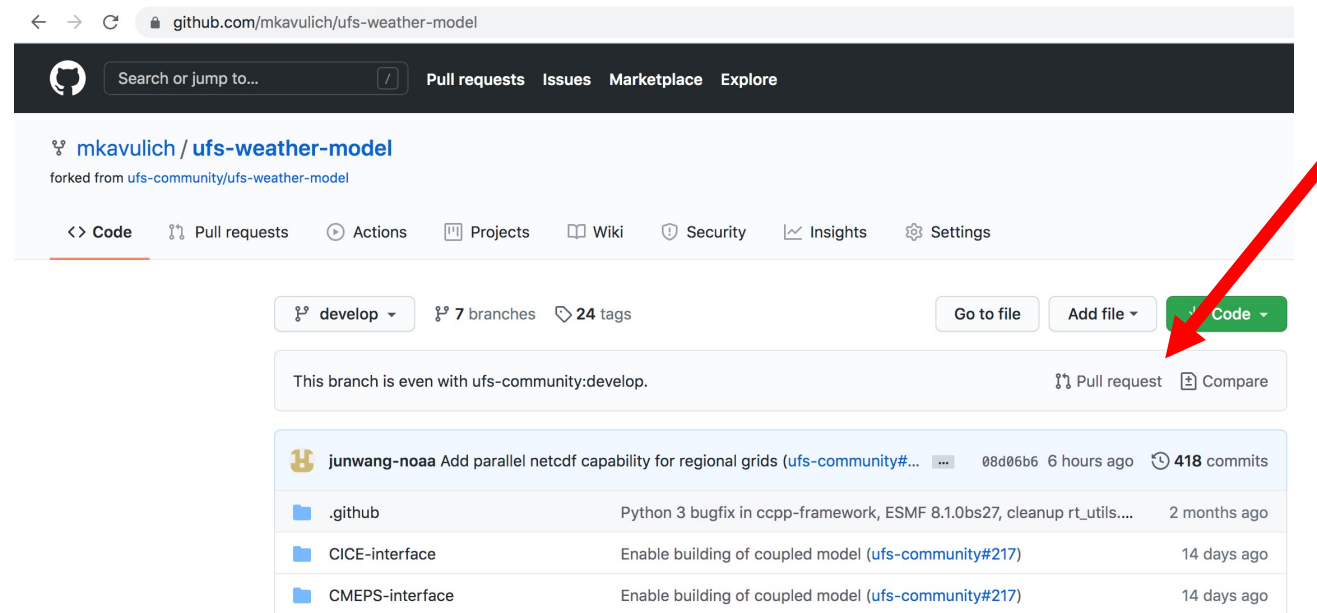 github.com/mkavulich/ufs-weather-model
Search or jump to... / Pull requests Issues Marketplace Explore
mkavulich / ufs-weather-model
forked from ufs-community/ufs-weather-model
<> Code Pull requests Actions Projects Wiki Security Insights Settings
develop 7 branches 24 tags Go to file Add file Code
This branch is even with ufs-community:develop. Pull request Compare
junwang-noaa Add parallel netcdf capability for regional grids (ufs-community#... ... 08d06b6 6 hours ago 418 commits
.github Python 3 bugfix in ccpp-framework, ESMF 8.1.0bs27, cleanup rt_utils.... 2 months ago
CICE-interface Enable building of coupled model (ufs-community#217) 14 days ago
CMEPS-interface Enable building of coupled model (ufs-community#217) 14 days ago